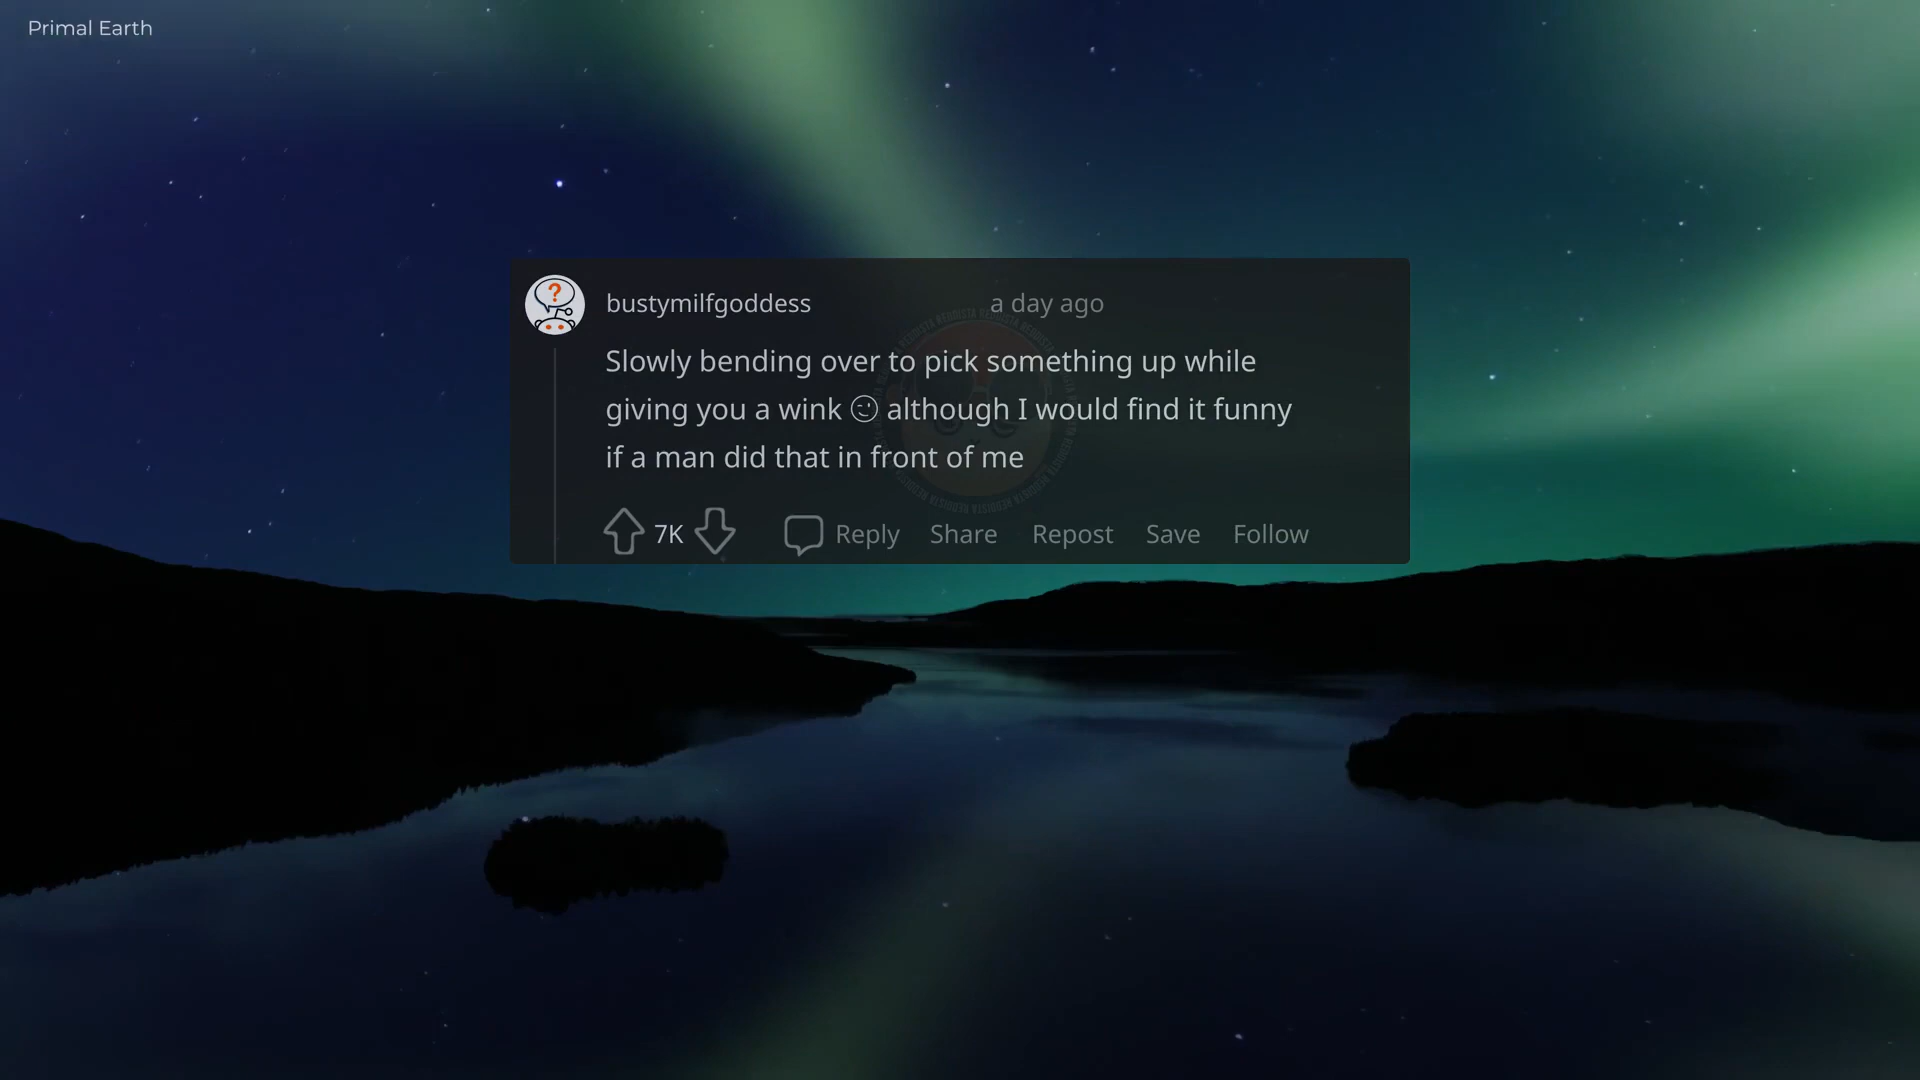 Primal Earth
bustymilfgoddess a day ago
Slowly bending over to pick something up while
giving you a wink 😉 although I would find it funny
if a man did that in front of me
7K Reply Share Repost Save Follow